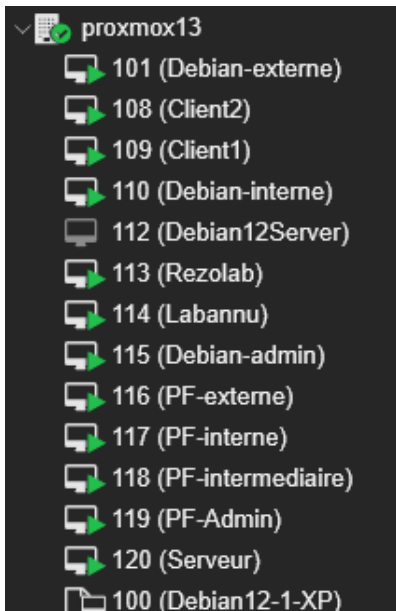 proxmox13
101 (Debian-externe)
108 (Client2)
109 (Client1)
110 (Debian-interne)
112 (Debian12Server)
113 (Rezolab)
114 (Labannu)
115 (Debian-admin)
116 (PF-externe)
117 (PF-interne)
118 (PF-intermediaire)
119 (PF-Admin)
120 (Serveur)
100 (Debian12-1-XP)